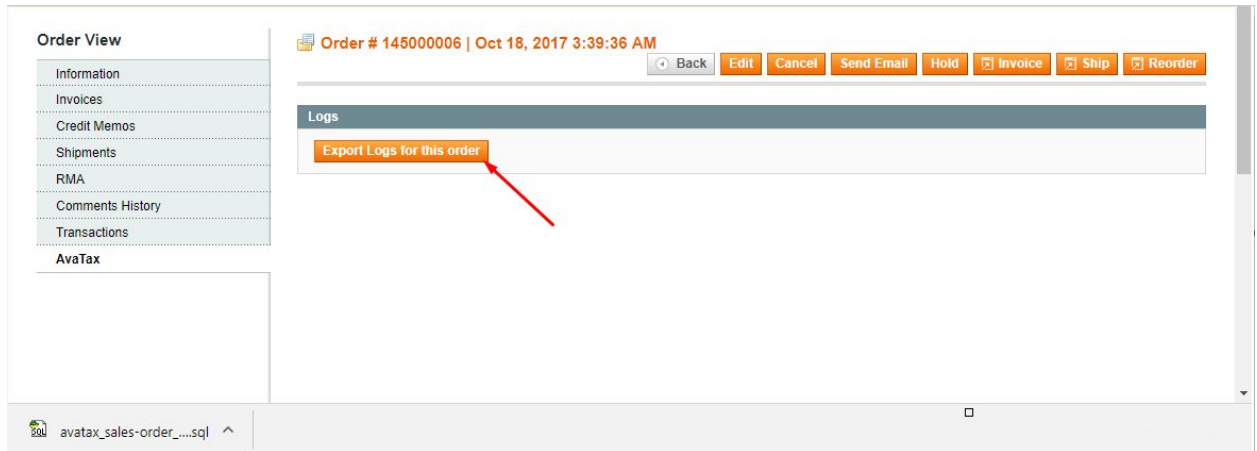 Order View
Information
Invoices
Credit Memos
Shipments
RMA
Comments History
Transactions
AvaTax
Order # 145000006 | Oct 18, 2017 3:39:36 AM
Back Edit Cancel Send Email Hold Invoice Ship Reorder
Logs
Export Logs for this order
SQL
avatax_sales-order_....sql